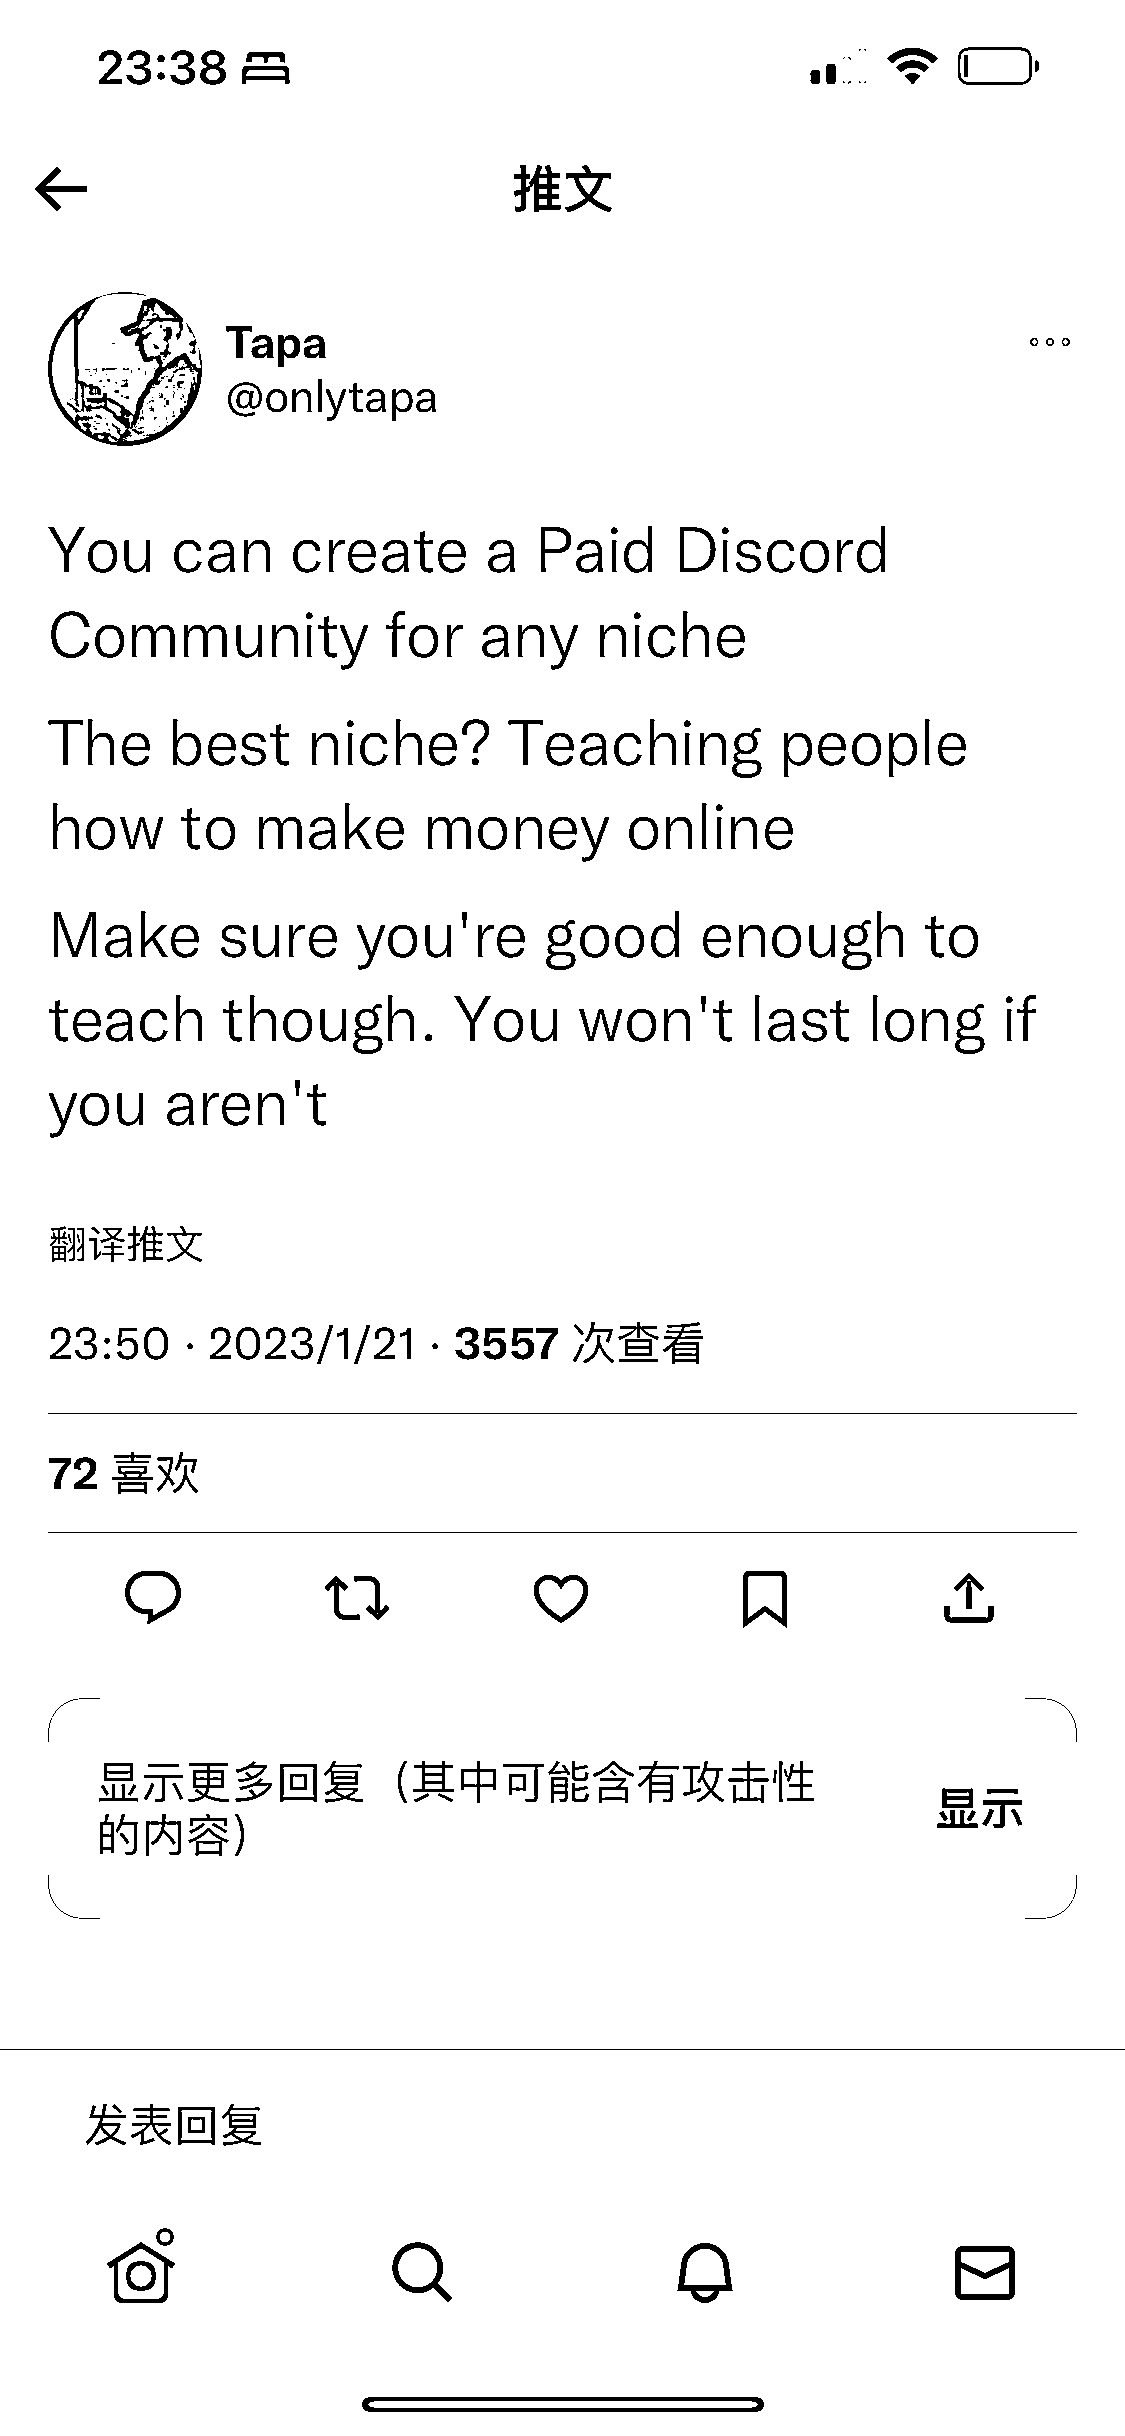 23:38
推文
Tapa
@onlytapa
You can create a Paid Discord
Community for any niche
The best niche? Teaching people
how to make money online
Make sure you're good enough to
teach though. You won't last long if
you aren't
翻译推文
23:50 · 2023/1/21 · 3557 次查看
72 喜欢
显示更多回复（其中可能含有攻击性
的内容）
显示
发表回复